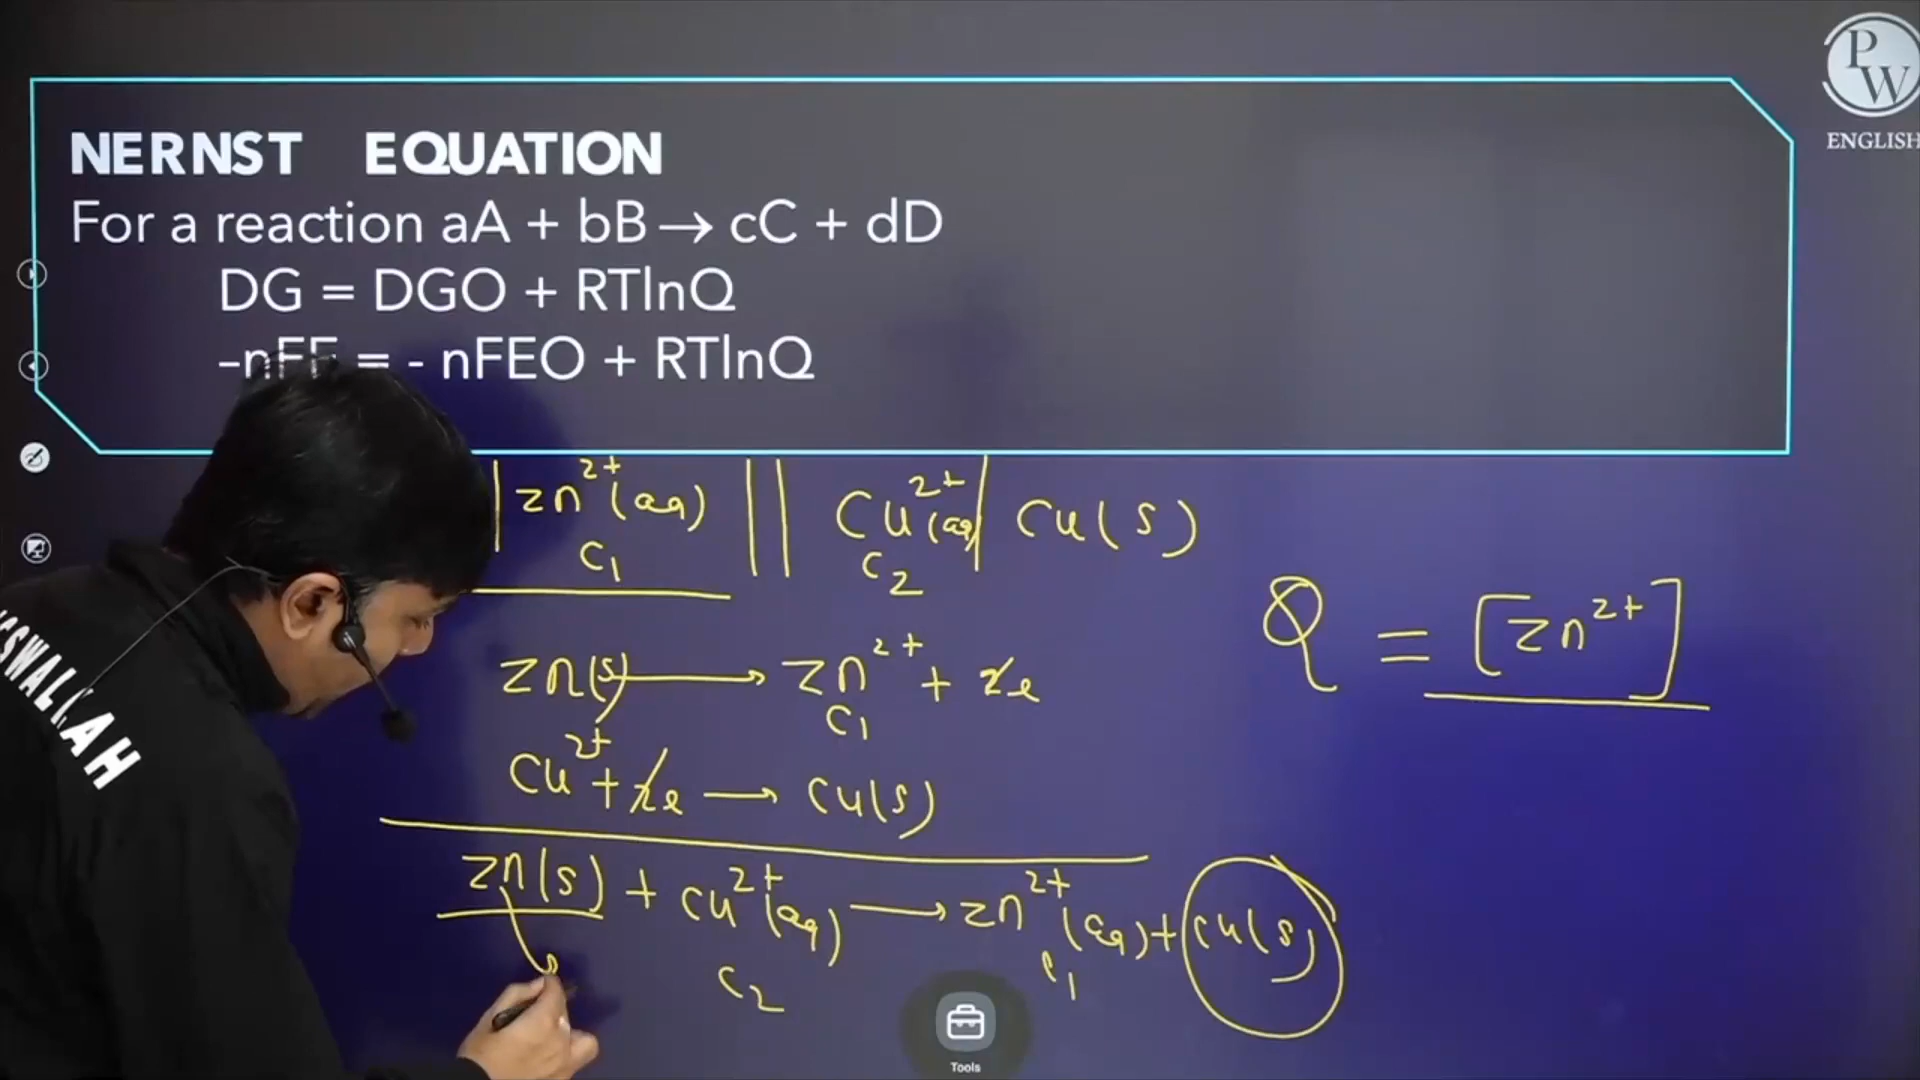 PW
ENGLISH
NERNST EQUATION
For a reaction aA + bB → cC + dD
DG = DGO + RTlnQ
–nFE = - nFEO + RTlnQ
| Zn²⁺(aq) || Cu²⁺(aq) | Cu(s)
C₁ C₂
Zn(s) → Zn²⁺ + 2e
C₁
Cu²⁺ + 2e → Cu(s)
Zn(s) + Cu²⁺(aq) → Zn²⁺(aq) + Cu(s)
C₂ C₁
Q = [Zn²⁺]
CSWALLAH
Tools